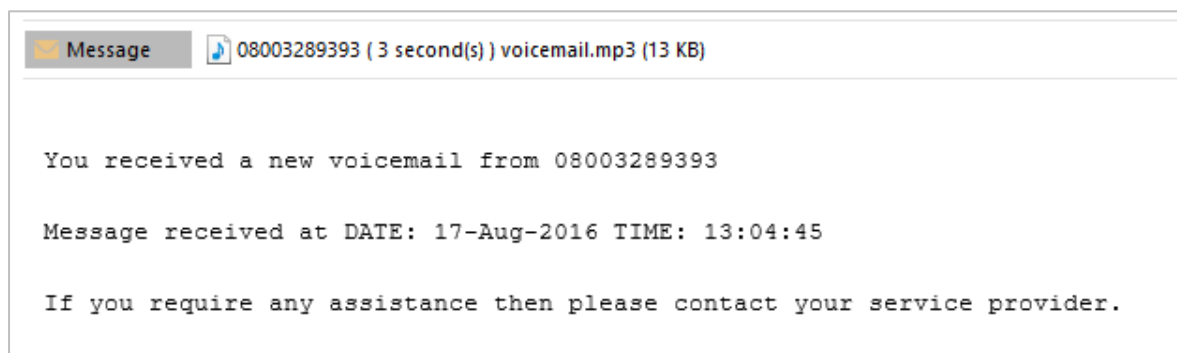 Message 08003289393 ( 3 second(s) ) voicemail.mp3 (13 KB)
You received a new voicemail from 08003289393
Message received at DATE: 17-Aug-2016 TIME: 13:04:45
If you require any assistance then please contact your service provider.